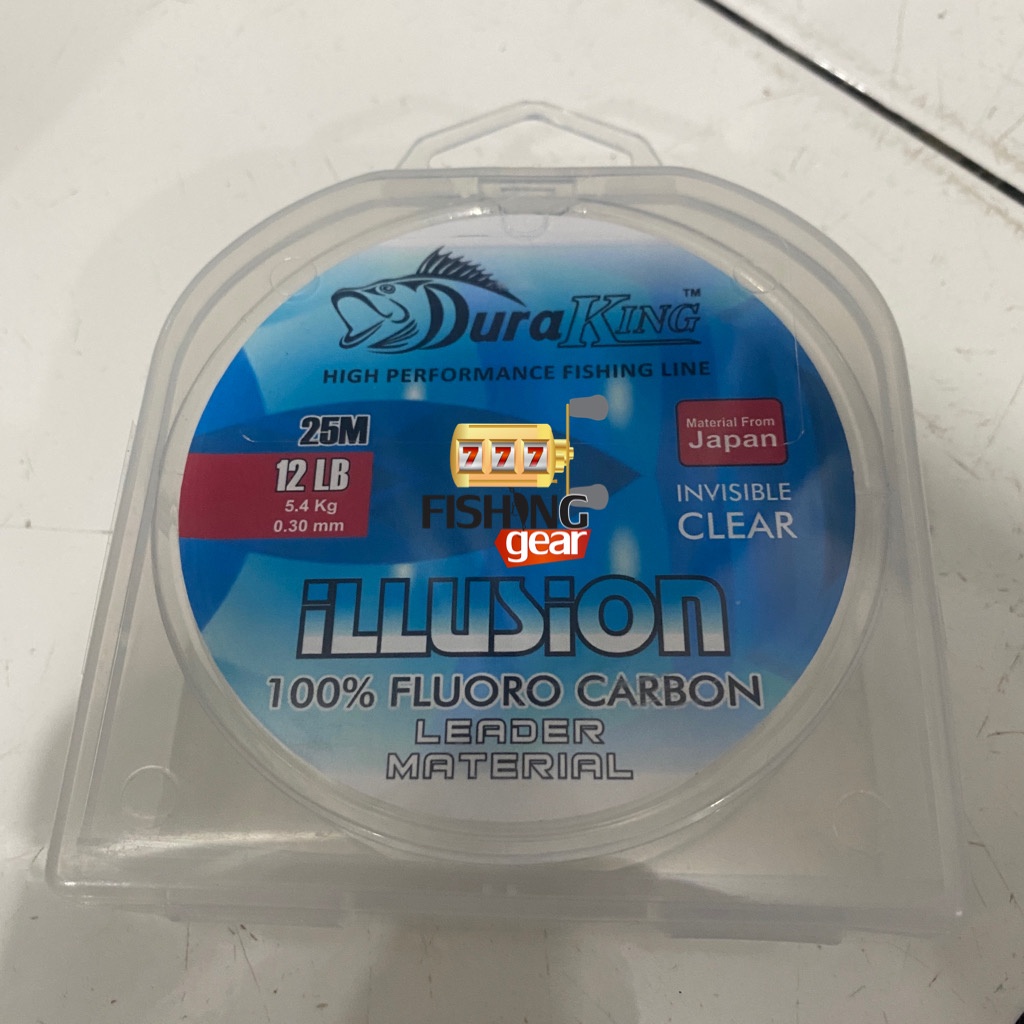 DuraKING™
HIGH PERFORMANCE FISHING LINE
25M
12 LB
5.4 Kg
0.30 mm
777
FISHING
gear
Material From
Japan
INVISIBLE
CLEAR
iLLUSiOn
100% FLUORO CARBON
LEADER
MATERIAL